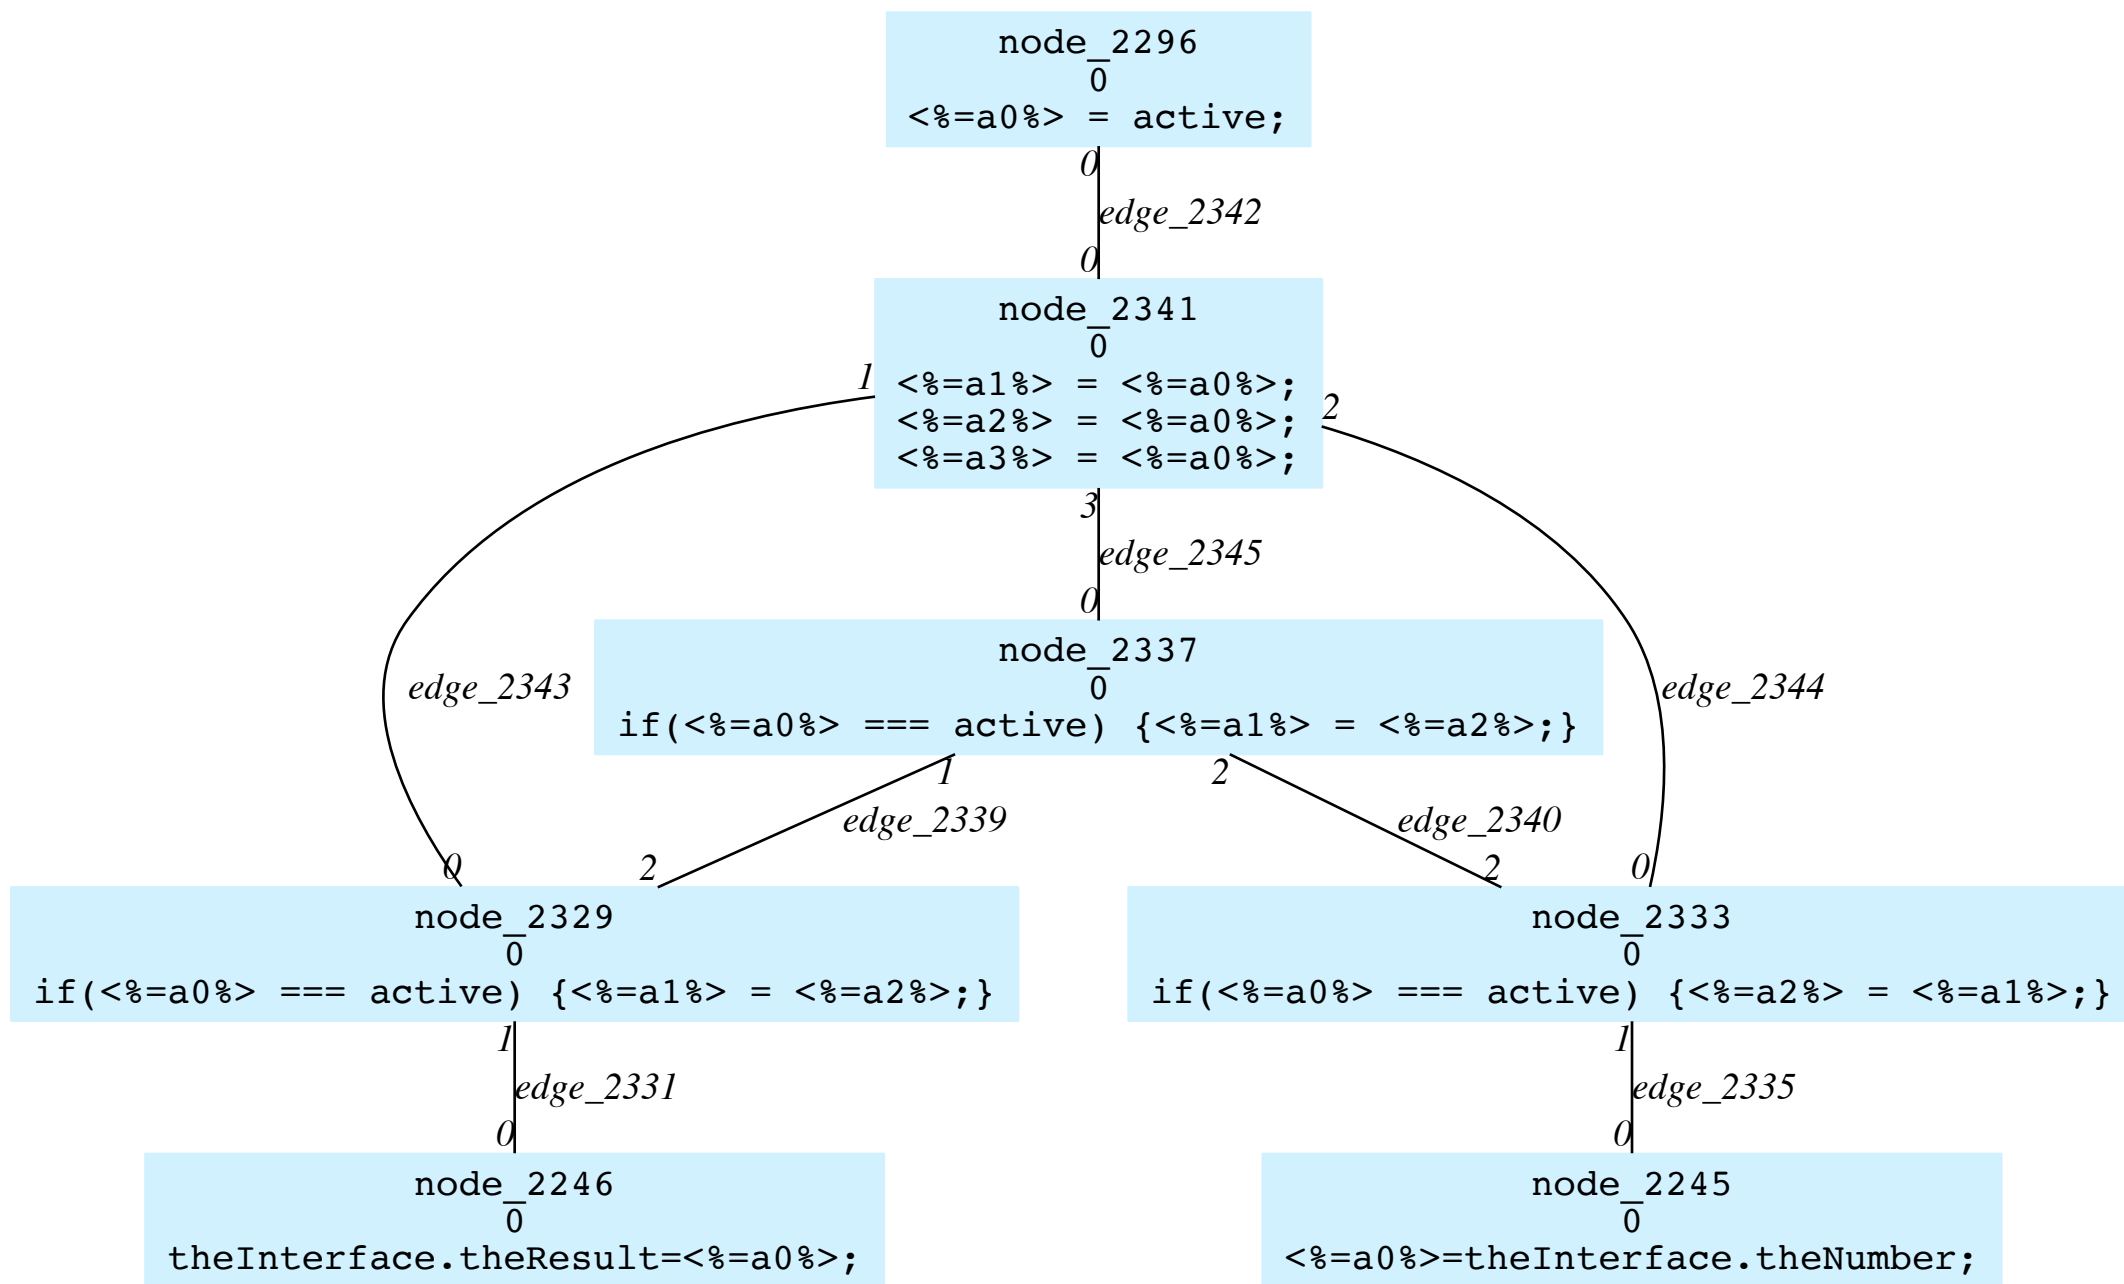 node_2296
0
<%=a0%> = active;
0
edge_2342
0
node_2341
0
<%=a1%> = <%=a0%>;
<%=a2%> = <%=a0%>;
<%=a3%> = <%=a0%>;
1
2
3
edge_2345
0
node_2337
0
if(<%=a0%> === active) {<%=a1%> = <%=a2%>;}
edge_2343
edge_2344
1
2
edge_2339
edge_2340
0
2
2
0
node_2329
0
if(<%=a0%> === active) {<%=a1%> = <%=a2%>;}
node_2333
0
if(<%=a0%> === active) {<%=a2%> = <%=a1%>;}
1
edge_2331
0
1
edge_2335
0
node_2246
0
theInterface.theResult=<%=a0%>;
node_2245
0
<%=a0%>=theInterface.theNumber;